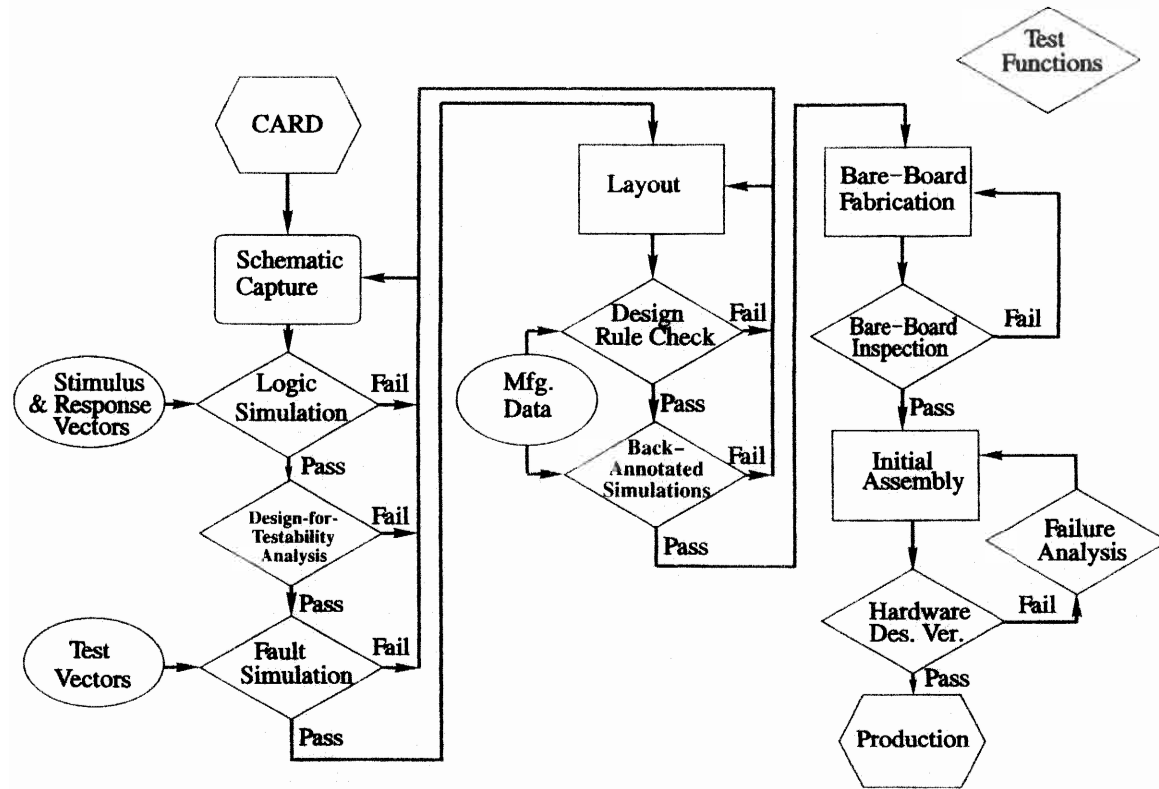 Test
Functions
CARD
Schematic
Capture
Stimulus
& Response
Vectors
Logic
Simulation
Fail
Pass
Design-for-
Testability
Analysis
Fail
Pass
Test
Vectors
Fault
Simulation
Fail
Pass
Layout
Design
Rule Check
Fail
Mfg.
Data
Pass
Back-
Annotated
Simulations
Fail
Pass
Bare-Board
Fabrication
Bare-Board
Inspection
Fail
Pass
Initial
Assembly
Failure
Analysis
Hardware
Des. Ver.
Fail
Pass
Production